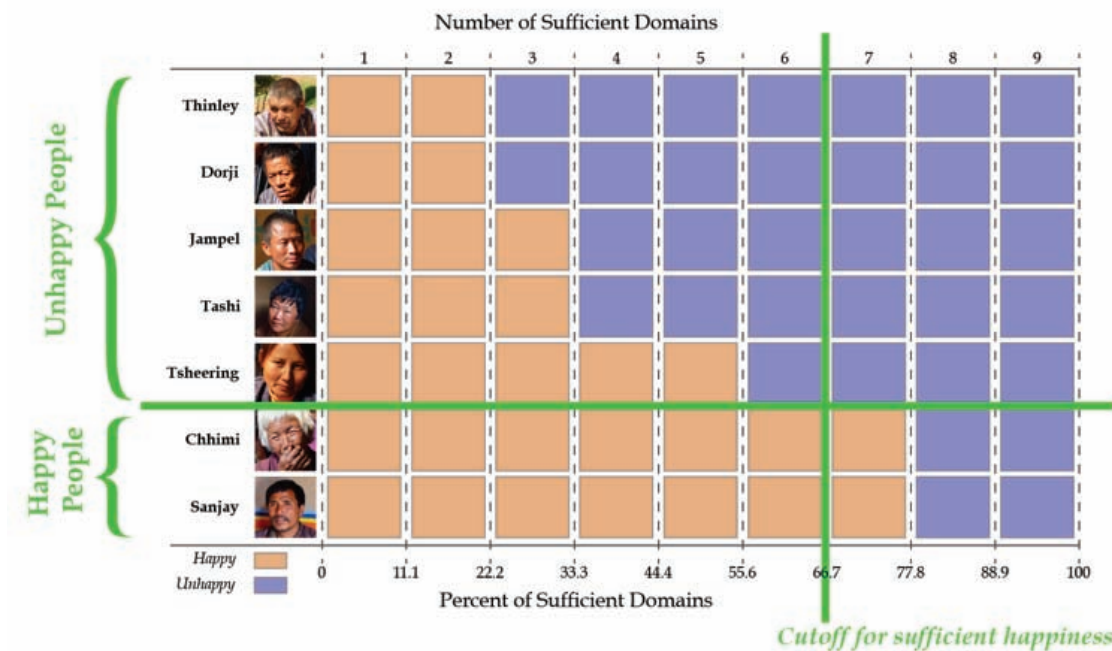 Number of Sufficient Domains
1 2 3 4 5 6 7 8 9
Unhappy People
Thinley
Dorji
Jampel
Tashi
Tsheering
Happy People
Chhimi
Sanjay
Happy
Unhappy
0 11.1 22.2 33.3 44.4 55.6 66.7 77.8 88.9 100
Percent of Sufficient Domains
Cutoff for sufficient happiness